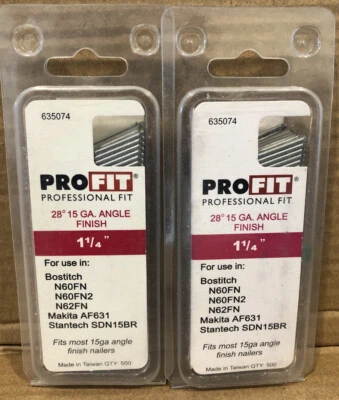 635074
PROFIT®
PROFESSIONAL FIT
28° 15 GA. ANGLE
FINISH
1 1/4"
For use in:
Bostitch
N60FN
N60FN2
N62FN
Makita AF631
Stantech SDN15BR
Fits most 15ga angle
finish nailers
Made in Taiwan QTY: 500
635074
PROFIT®
PROFESSIONAL FIT
28° 15 GA. ANGLE
FINISH
1 1/4"
For use in:
Bostitch
N60FN
N60FN2
N62FN
Makita AF631
Stantech SDN15BR
Fits most 15ga angle
finish nailers
Made in Taiwan QTY: 500